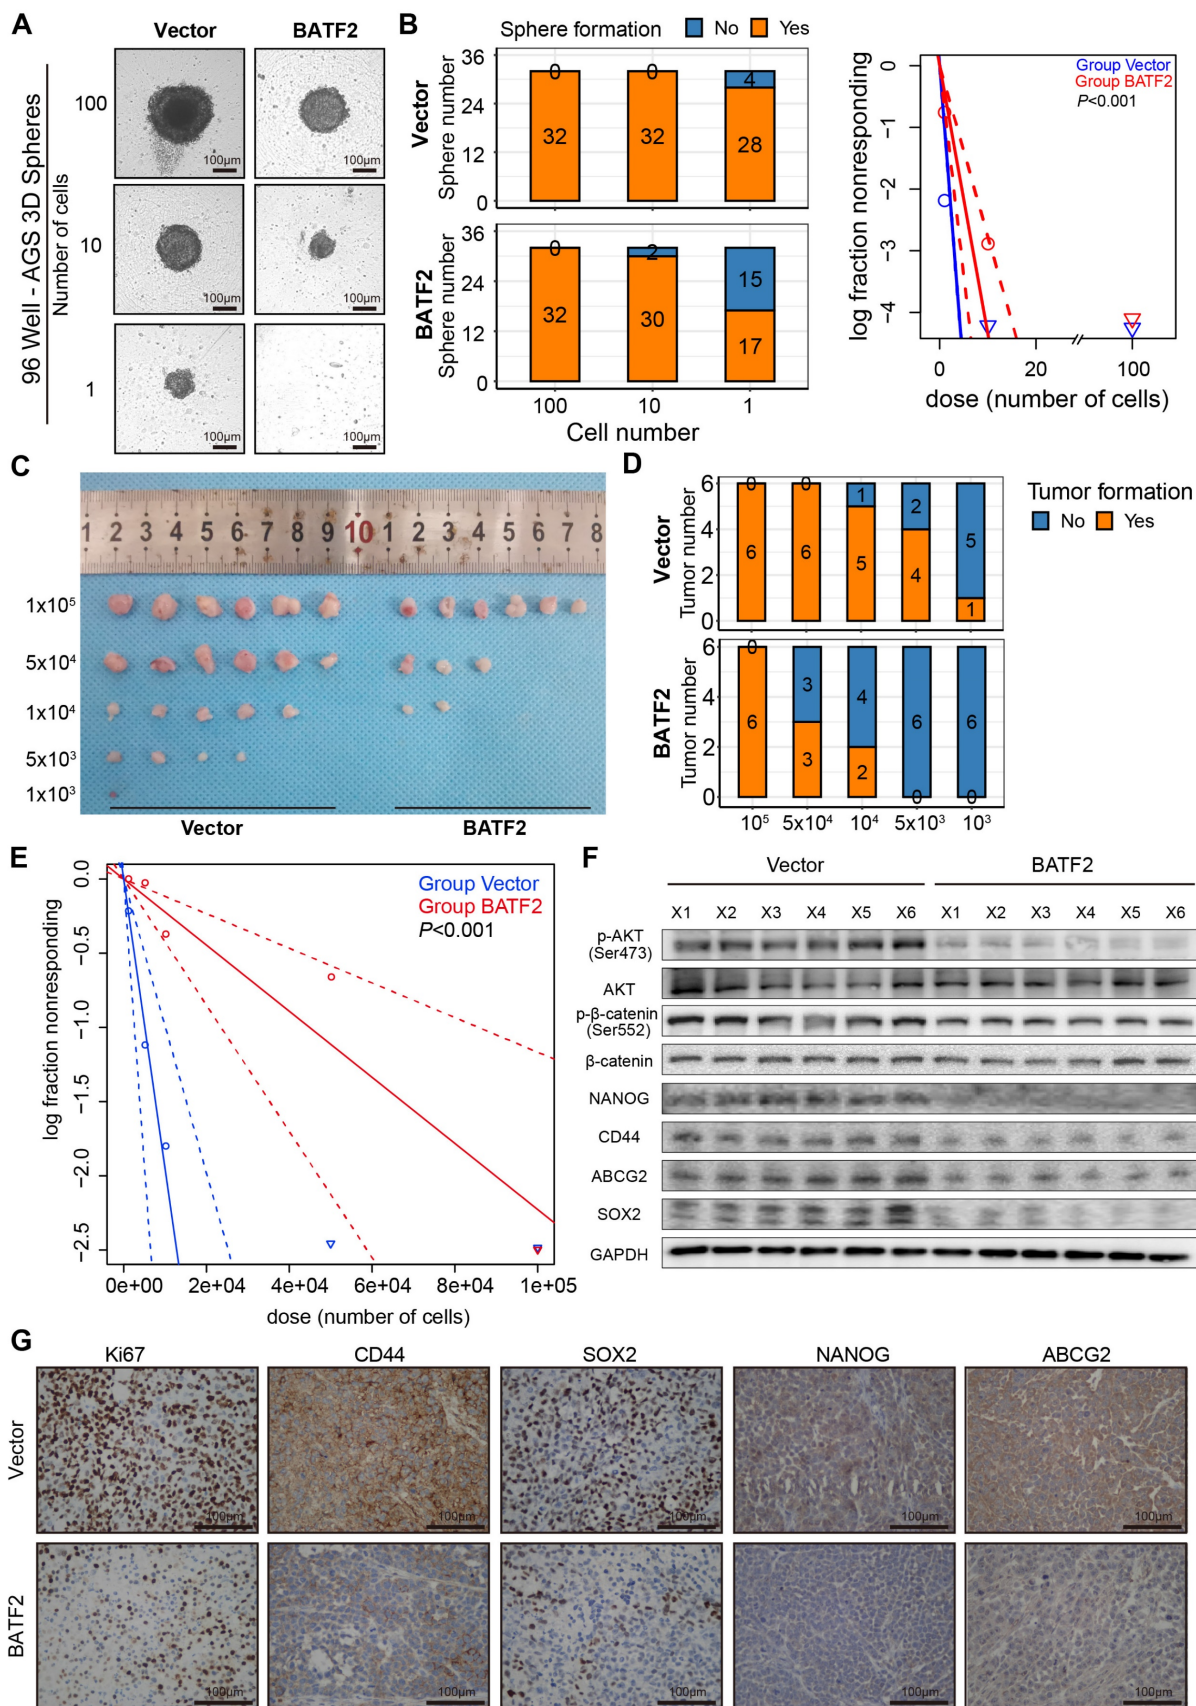 A
Vector
BATF2
96 Well - AGS 3D Spheres
Number of cells
100
100μm
100μm
10
100μm
100μm
1
100μm
100μm
B
Sphere formation No Yes
Vector
Sphere number
36
24
12
0
0
0
4
32
32
28
BATF2
Sphere number
36
24
12
0
0
2
15
32
30
17
100
10
1
Cell number
log fraction nonresponding
0
−1
−2
−3
−4
Group Vector
Group BATF2
P<0.001
0
20
100
dose (number of cells)
C
1 2 3 4 5 6 7 8 9 10 1 2 3 4 5 6 7 8
1x10⁵
5x10⁴
1x10⁴
5x10³
1x10³
Vector
BATF2
D
Tumor formation
No Yes
Vector
Tumor number
6
4
2
0
0
0
1
2
5
6
6
5
4
1
BATF2
Tumor number
6
4
2
0
0
3
4
6
6
6
3
2
0
0
10⁵
5x10⁴
10⁴
5x10³
10³
E
log fraction nonresponding
0.0
−0.5
−1.0
−1.5
−2.0
−2.5
Group Vector
Group BATF2
P<0.001
0e+00
2e+04
4e+04
6e+04
8e+04
1e+05
dose (number of cells)
F
Vector
BATF2
X1 X2 X3 X4 X5 X6 X1 X2 X3 X4 X5 X6
p-AKT
(Ser473)
AKT
p-β-catenin
(Ser552)
β-catenin
NANOG
CD44
ABCG2
SOX2
GAPDH
G
Ki67
CD44
SOX2
NANOG
ABCG2
Vector
100μm
100μm
100μm
100μm
100μm
BATF2
100μm
100μm
100μm
100μm
100μm